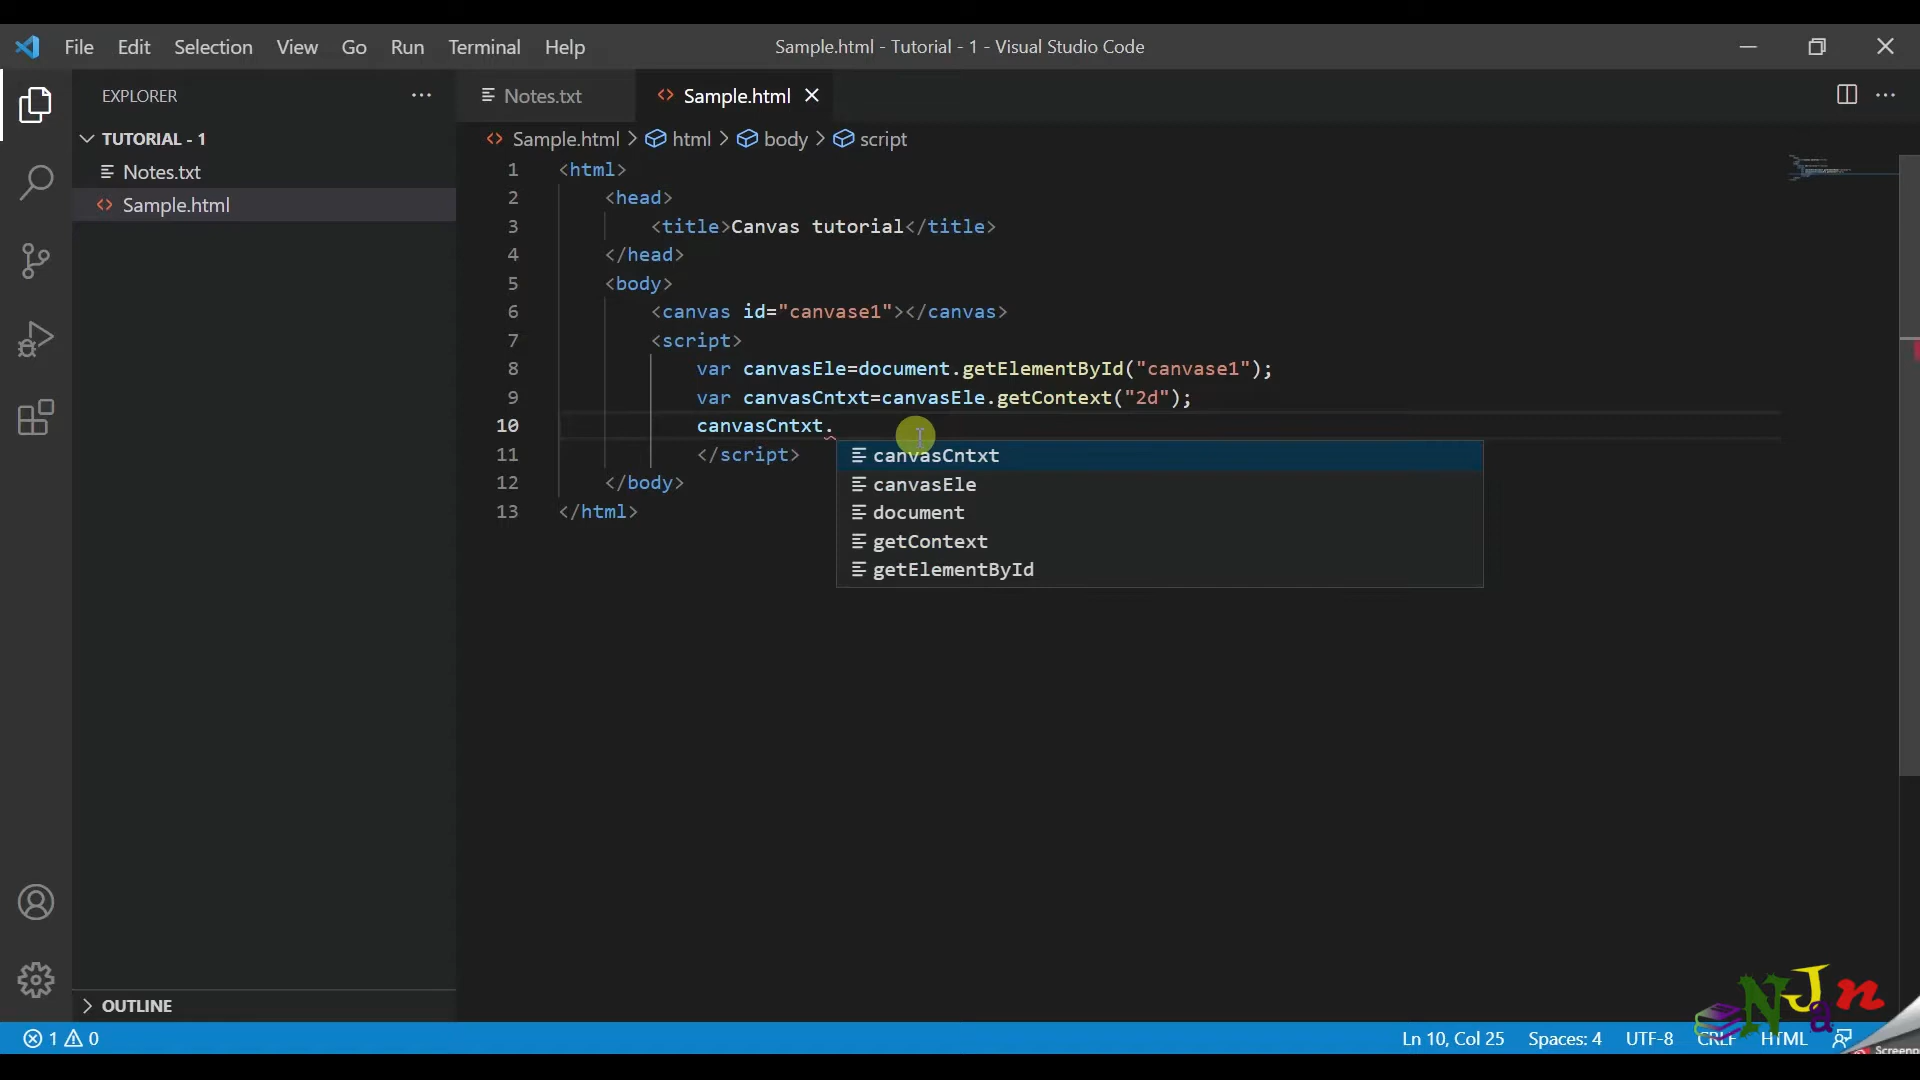 File Edit Selection View Go Run Terminal Help Sample.html - Tutorial - 1 - Visual Studio Code
EXPLORER
Notes.txt Sample.html
TUTORIAL - 1
Notes.txt
Sample.html
Sample.html > html > body > script
1 <html>
2 <head>
3 <title>Canvas tutorial</title>
4 </head>
5 <body>
6 <canvas id="canvase1"></canvas>
7 <script>
8 var canvasEle=document.getElementById("canvase1");
9 var canvasCntxt=canvasEle.getContext("2d");
10 canvasCntxt.
11 </script>
12 </body>
13 </html>
canvasCntxt
canvasEle
document
getContext
getElementById
OUTLINE
NJan
1 0 Ln 10, Col 25 Spaces: 4 UTF-8 CRLF HTML